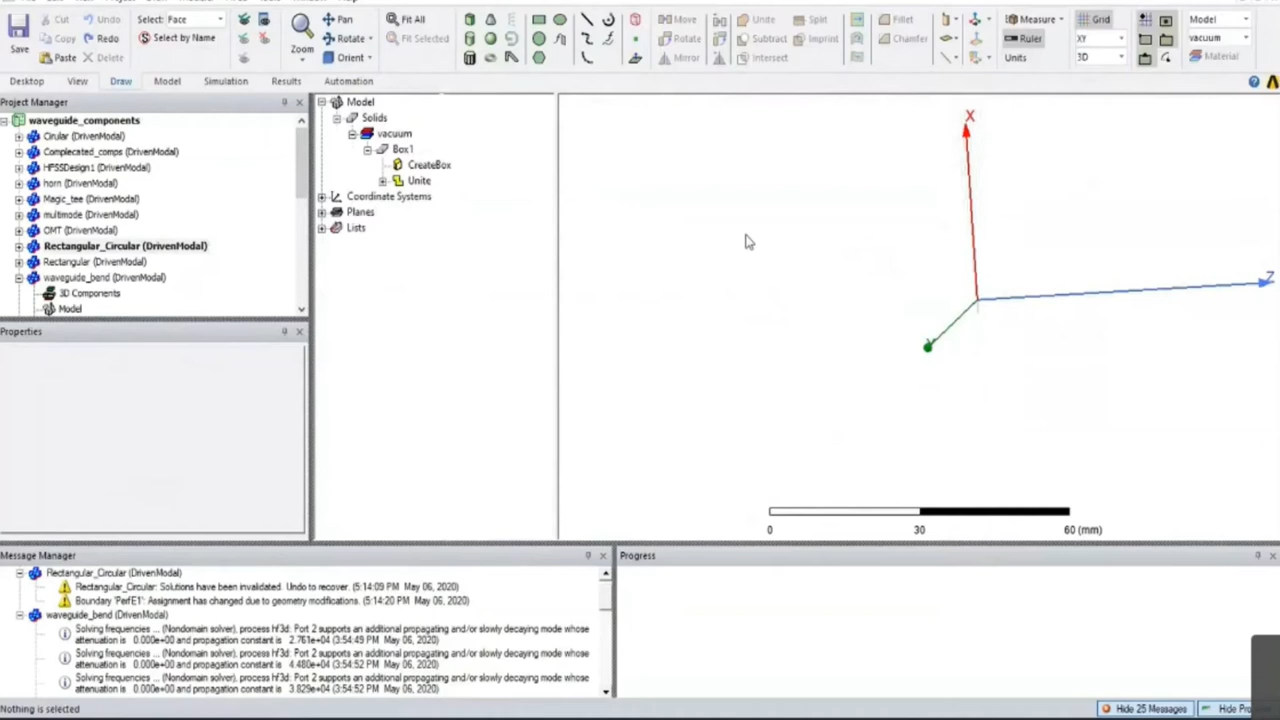 Save
Cut
Copy
Paste
Undo
Redo
Delete
Select: Face
Select by Name
Zoom
Pan
Rotate
Orient
Fit All
Fit Selected
Move
Rotate
Mirror
Unite
Subtract
Intersect
Split
Imprint
Fillet
Chamfer
Measure
Ruler
Units
Grid
XY
3D
Model
vacuum
Material
Desktop
View
Draw
Model
Simulation
Results
Automation
Project Manager
waveguide_components
Cirular (DrivenModal)
Complecated_comps (DrivenModal)
HFSSDesign1 (DrivenModal)
horn (DrivenModal)
Magic_tee (DrivenModal)
multimode (DrivenModal)
OMT (DrivenModal)
Rectangular_Circular (DrivenModal)
Rectangular (DrivenModal)
waveguide_bend (DrivenModal)
3D Components
Model
Properties
Model
Solids
vacuum
Box1
CreateBox
Unite
Coordinate Systems
Planes
Lists
X
Z
Y
0
30
60 (mm)
Message Manager
Rectangular_Circular (DrivenModal)
Rectangular_Circular: Solutions have been invalidated. Undo to recover. (5:14:09 PM May 06, 2020)
Boundary 'PerfE1': Assignment has changed due to geometry modifications. (5:14:20 PM May 06, 2020)
waveguide_bend (DrivenModal)
Solving frequencies ... (Nondomain solver), process hf3d: Port 2 supports an additional propagating and/or slowly decaying mode whose
attenuation is 0.000e+00 and propagation constant is 2.761e+04 (3:54:49 PM May 06, 2020)
Solving frequencies ... (Nondomain solver), process hf3d: Port 2 supports an additional propagating and/or slowly decaying mode whose
attenuation is 0.000e+00 and propagation constant is 4.480e+04 (3:54:52 PM May 06, 2020)
Solving frequencies ... (Nondomain solver), process hf3d: Port 2 supports an additional propagating and/or slowly decaying mode whose
attenuation is 0.000e+00 and propagation constant is 3.829e+04 (3:54:52 PM May 06, 2020)
Progress
Nothing is selected
Hide 25 Messages
Hide